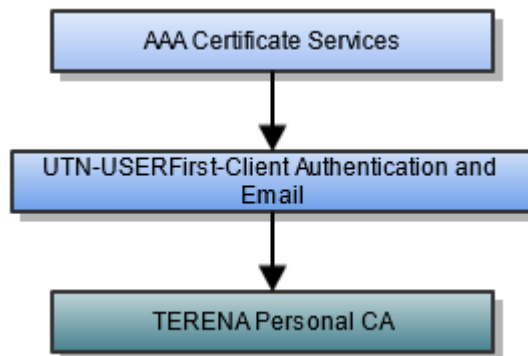 AAA Certificate Services
UTN-USERFirst-Client Authentication and
Email
TERENA Personal CA